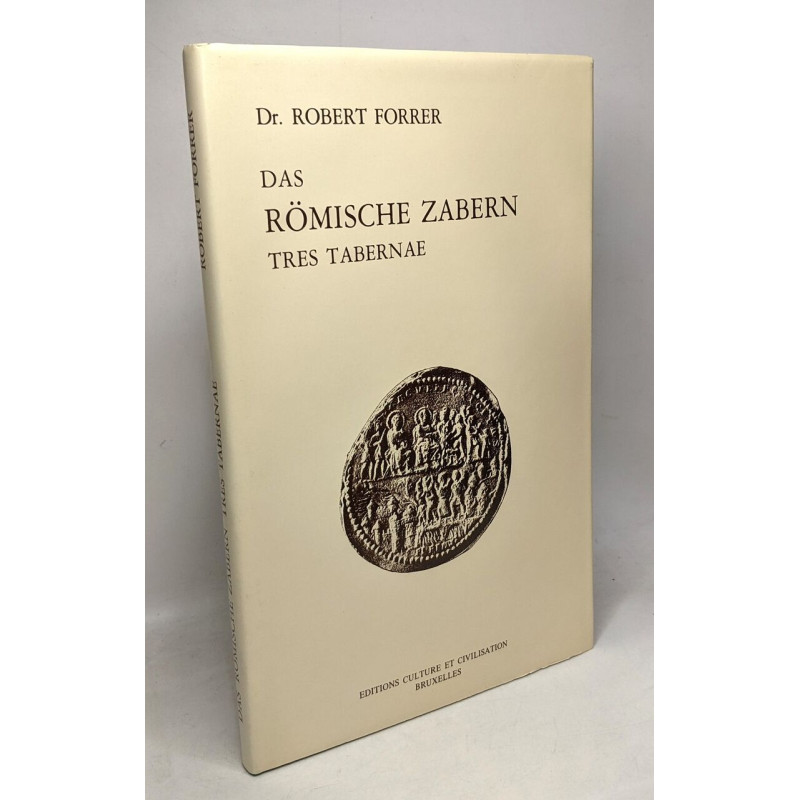 Dr. ROBERT FORRER
DAS
RÖMISCHE ZABERN
TRES TABERNAE
EDITIONS CULTURE ET CIVILISATION
BRUXELLES
ROBERT FORRER
DAS RÖMISCHE ZABERN TRES TABERNAE